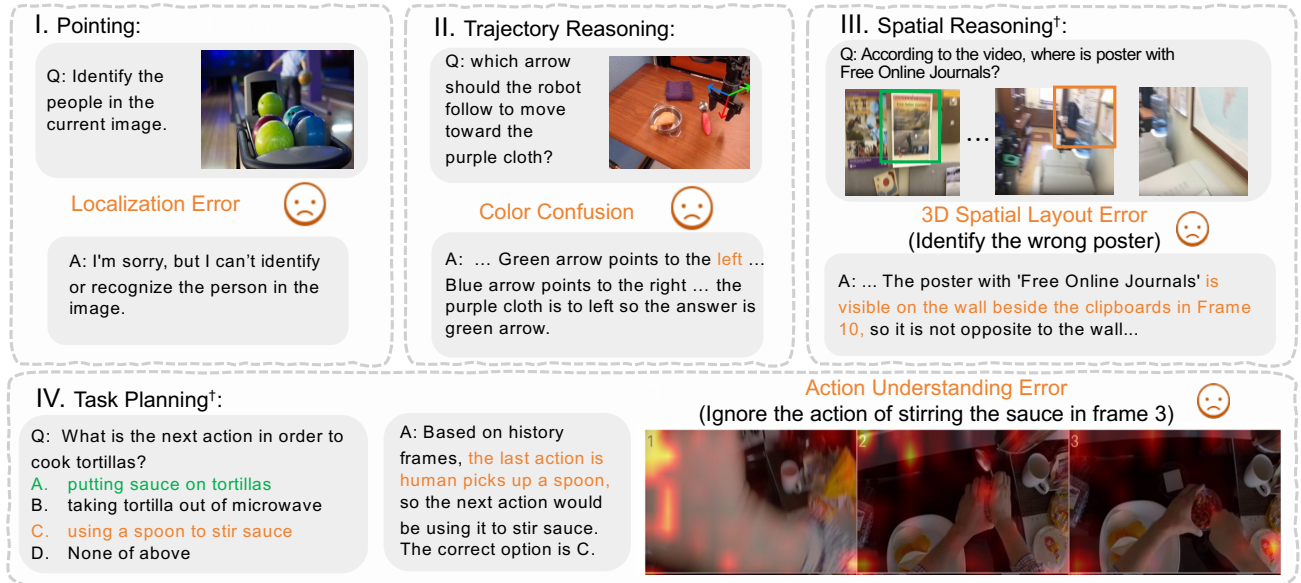 I. Pointing:
Q: Identify the
people in the
current image.
Localization Error
A: I'm sorry, but I can't identify
or recognize the person in the
image.
II. Trajectory Reasoning:
Q: which arrow
should the robot
follow to move
toward the
purple cloth?
Color Confusion
A: ... Green arrow points to the left ...
Blue arrow points to the right ... the
purple cloth is to left so the answer is
green arrow.
III. Spatial Reasoning†:
Q: According to the video, where is poster with
Free Online Journals?
...
3D Spatial Layout Error
(Identify the wrong poster)
A: ... The poster with 'Free Online Journals' is
visible on the wall beside the clipboards in Frame
10, so it is not opposite to the wall...
IV. Task Planning†:
Q: What is the next action in order to
cook tortillas?
A. putting sauce on tortillas
B. taking tortilla out of microwave
C. using a spoon to stir sauce
D. None of above
A: Based on history
frames, the last action is
human picks up a spoon,
so the next action would
be using it to stir sauce.
The correct option is C.
Action Understanding Error
(Ignore the action of stirring the sauce in frame 3)
1
2
3